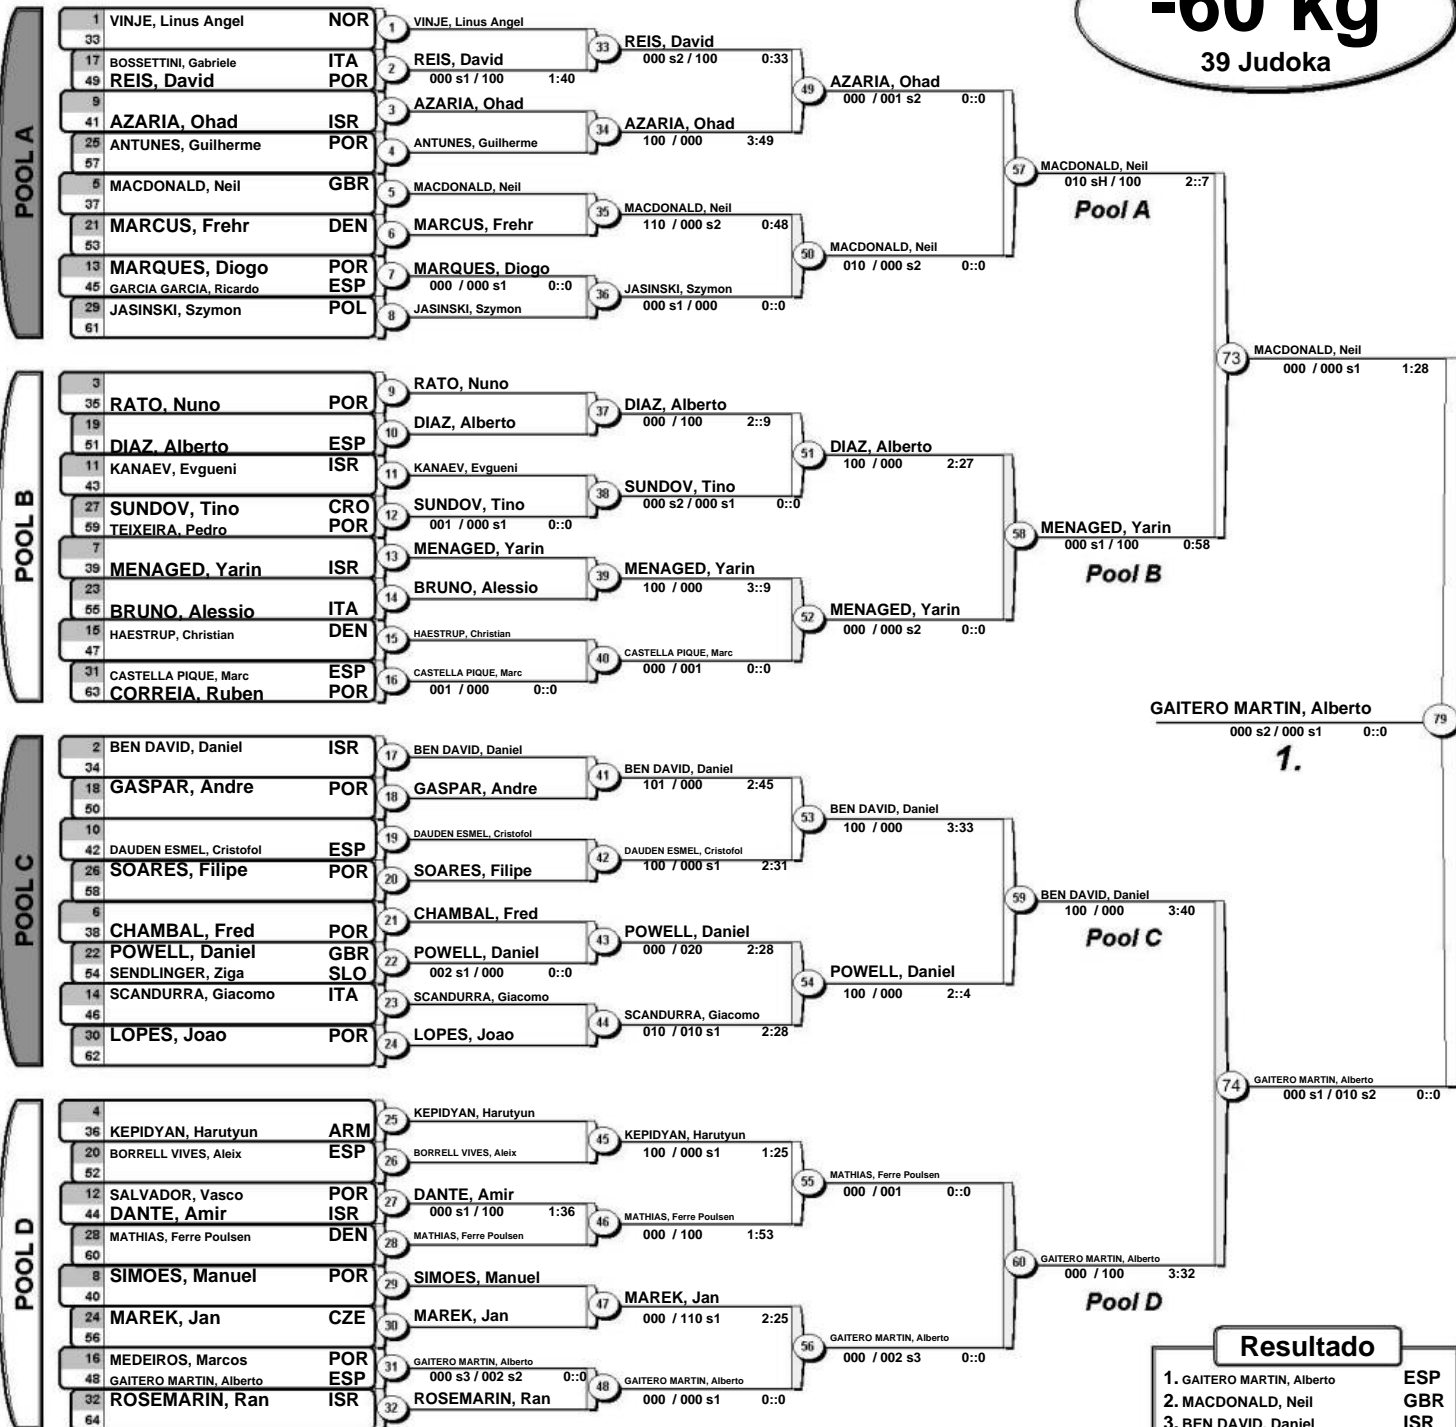 -60 kg
39 Judoka
POOL A
1 VINJE, Linus Angel NOR
33
17 BOSSETTINI, Gabriele ITA
49 REIS, David POR
9
41 AZARIA, Ohad ISR
25 ANTUNES, Guilherme POR
57
5 MACDONALD, Neil GBR
37
21 MARCUS, Frehr DEN
53
13 MARQUES, Diogo POR
45 GARCIA GARCIA, Ricardo ESP
29 JASINSKI, Szymon POL
61
1 VINJE, Linus Angel
2 REIS, David
000 s1 / 100 1:40
3 AZARIA, Ohad
4 ANTUNES, Guilherme
5 MACDONALD, Neil
6 MARCUS, Frehr
7 MARQUES, Diogo
000 / 000 s1 0::0
8 JASINSKI, Szymon
33 REIS, David
000 s2 / 100 0:33
34 AZARIA, Ohad
100 / 000 3:49
35 MACDONALD, Neil
110 / 000 s2 0:48
36 JASINSKI, Szymon
000 s1 / 000 0::0
49 AZARIA, Ohad
000 / 001 s2 0::0
50 MACDONALD, Neil
010 / 000 s2 0::0
57 MACDONALD, Neil
010 sH / 100 2::7
Pool A
POOL B
3
35 RATO, Nuno POR
19
51 DIAZ, Alberto ESP
11 KANAEV, Evgueni ISR
43
27 SUNDOV, Tino CRO
59 TEIXEIRA, Pedro POR
7
39 MENAGED, Yarin ISR
23
55 BRUNO, Alessio ITA
15 HAESTRUP, Christian DEN
47
31 CASTELLA PIQUE, Marc ESP
63 CORREIA, Ruben POR
9 RATO, Nuno
10 DIAZ, Alberto
11 KANAEV, Evgueni
12 SUNDOV, Tino
001 / 000 s1 0::0
13 MENAGED, Yarin
14 BRUNO, Alessio
15 HAESTRUP, Christian
16 CASTELLA PIQUE, Marc
001 / 000 0::0
37 DIAZ, Alberto
000 / 100 2::9
38 SUNDOV, Tino
000 s2 / 000 s1 0::0
39 MENAGED, Yarin
100 / 000 3::9
40 CASTELLA PIQUE, Marc
000 / 001 0::0
51 DIAZ, Alberto
100 / 000 2:27
52 MENAGED, Yarin
000 / 000 s2 0::0
58 MENAGED, Yarin
000 s1 / 100 0:58
Pool B
73 MACDONALD, Neil
000 / 000 s1 1:28
GAITERO MARTIN, Alberto 79
000 s2 / 000 s1 0::0
1.
POOL C
2 BEN DAVID, Daniel ISR
34
18 GASPAR, Andre POR
50
10
42 DAUDEN ESMEL, Cristofol ESP
26 SOARES, Filipe POR
58
6
38 CHAMBAL, Fred POR
22 POWELL, Daniel GBR
54 SENDLINGER, Ziga SLO
14 SCANDURRA, Giacomo ITA
46
30 LOPES, Joao POR
62
17 BEN DAVID, Daniel
18 GASPAR, Andre
19 DAUDEN ESMEL, Cristofol
20 SOARES, Filipe
21 CHAMBAL, Fred
22 POWELL, Daniel
002 s1 / 000 0::0
23 SCANDURRA, Giacomo
24 LOPES, Joao
41 BEN DAVID, Daniel
101 / 000 2:45
42 DAUDEN ESMEL, Cristofol
100 / 000 s1 2:31
43 POWELL, Daniel
000 / 020 2:28
44 SCANDURRA, Giacomo
010 / 010 s1 2:28
53 BEN DAVID, Daniel
100 / 000 3:33
54 POWELL, Daniel
100 / 000 2::4
59 BEN DAVID, Daniel
100 / 000 3:40
Pool C
74 GAITERO MARTIN, Alberto
000 s1 / 010 s2 0::0
POOL D
4
36 KEPIDYAN, Harutyun ARM
20 BORRELL VIVES, Aleix ESP
52
12 SALVADOR, Vasco POR
44 DANTE, Amir ISR
28 MATHIAS, Ferre Poulsen DEN
60
8 SIMOES, Manuel POR
40
24 MAREK, Jan CZE
56
16 MEDEIROS, Marcos POR
48 GAITERO MARTIN, Alberto ESP
32 ROSEMARIN, Ran ISR
64
25 KEPIDYAN, Harutyun
26 BORRELL VIVES, Aleix
27 DANTE, Amir
000 s1 / 100 1:36
28 MATHIAS, Ferre Poulsen
29 SIMOES, Manuel
30 MAREK, Jan
31 GAITERO MARTIN, Alberto
000 s3 / 002 s2 0::0
32 ROSEMARIN, Ran
45 KEPIDYAN, Harutyun
100 / 000 s1 1:25
46 MATHIAS, Ferre Poulsen
000 / 100 1:53
47 MAREK, Jan
000 / 110 s1 2:25
48 GAITERO MARTIN, Alberto
000 / 000 s1 0::0
55 MATHIAS, Ferre Poulsen
000 / 001 0::0
56 GAITERO MARTIN, Alberto
000 / 002 s3 0::0
60 GAITERO MARTIN, Alberto
000 / 100 3:32
Pool D
Resultado
1. GAITERO MARTIN, Alberto ESP
2. MACDONALD, Neil GBR
3. BEN DAVID, Daniel ISR